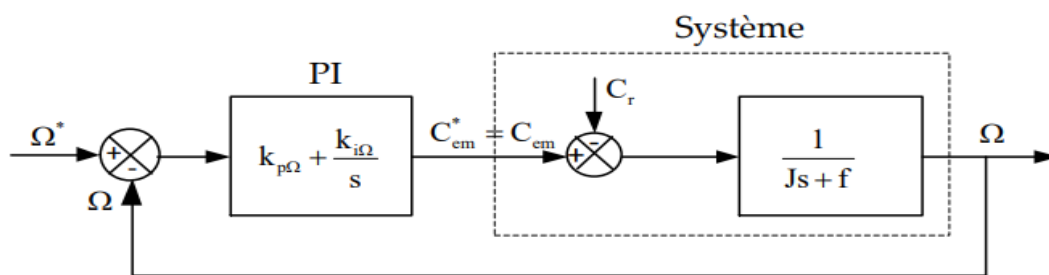 Système
PI
C_r
Ω*
+
-
Ω
k_pΩ + k_iΩ/s
C*_em = C_em
+
-
1/(Js + f)
Ω